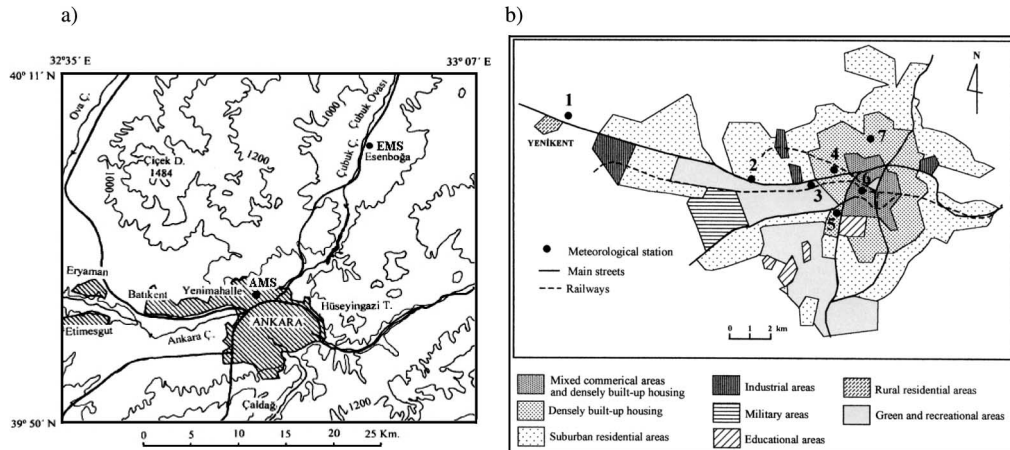 a)
32°35' E
33°07' E
40°11' N
39°50' N
Ova Ç.
Çubuk Ovası
1000
Çubuk Ç.
EMS
Esenboğa
1200
Çiçek D.
1484
1000
Eryaman
Batıkent
Yenimahalle
AMS
Hüseyingazi T.
Etimesgut
ANKARA
Ankara Ç.
Çaldağ
1200
0 5 10 15 20 25 Km.
b)
N
1
YENİKENT
2
3
4
5
6
7
Meteorological station
Main streets
Railways
0 1 2 km
Mixed commerical areas
and densely built-up housing
Densely built-up housing
Suburban residential areas
Industrial areas
Military areas
Educational areas
Rural residential areas
Green and recreational areas